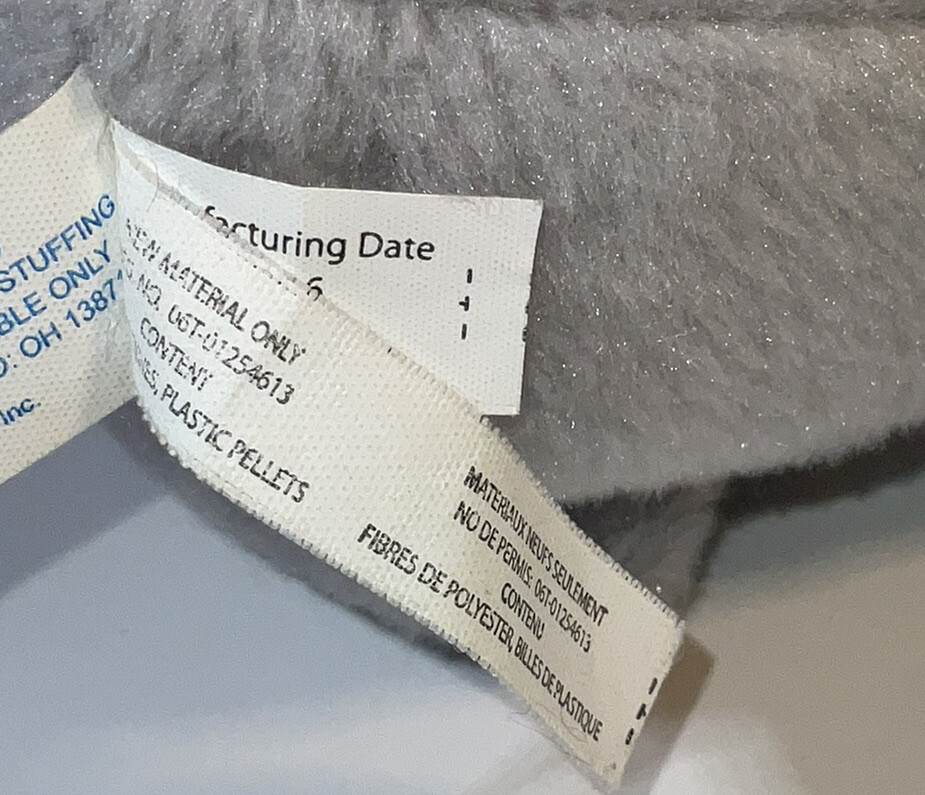 STUFFING
BLE ONLY
OH 1387
Inc.
facturing Date
6
NEW MATERIAL ONLY
NO. 06T-01254613
CONTENT
PLASTIC PELLETS
MATERIAUX NEUFS SEULEMENT
NO DE PERMIS: 06T-01254613
CONTENU
FIBRES DE POLYESTER, BILLES DE PLASTIQUE